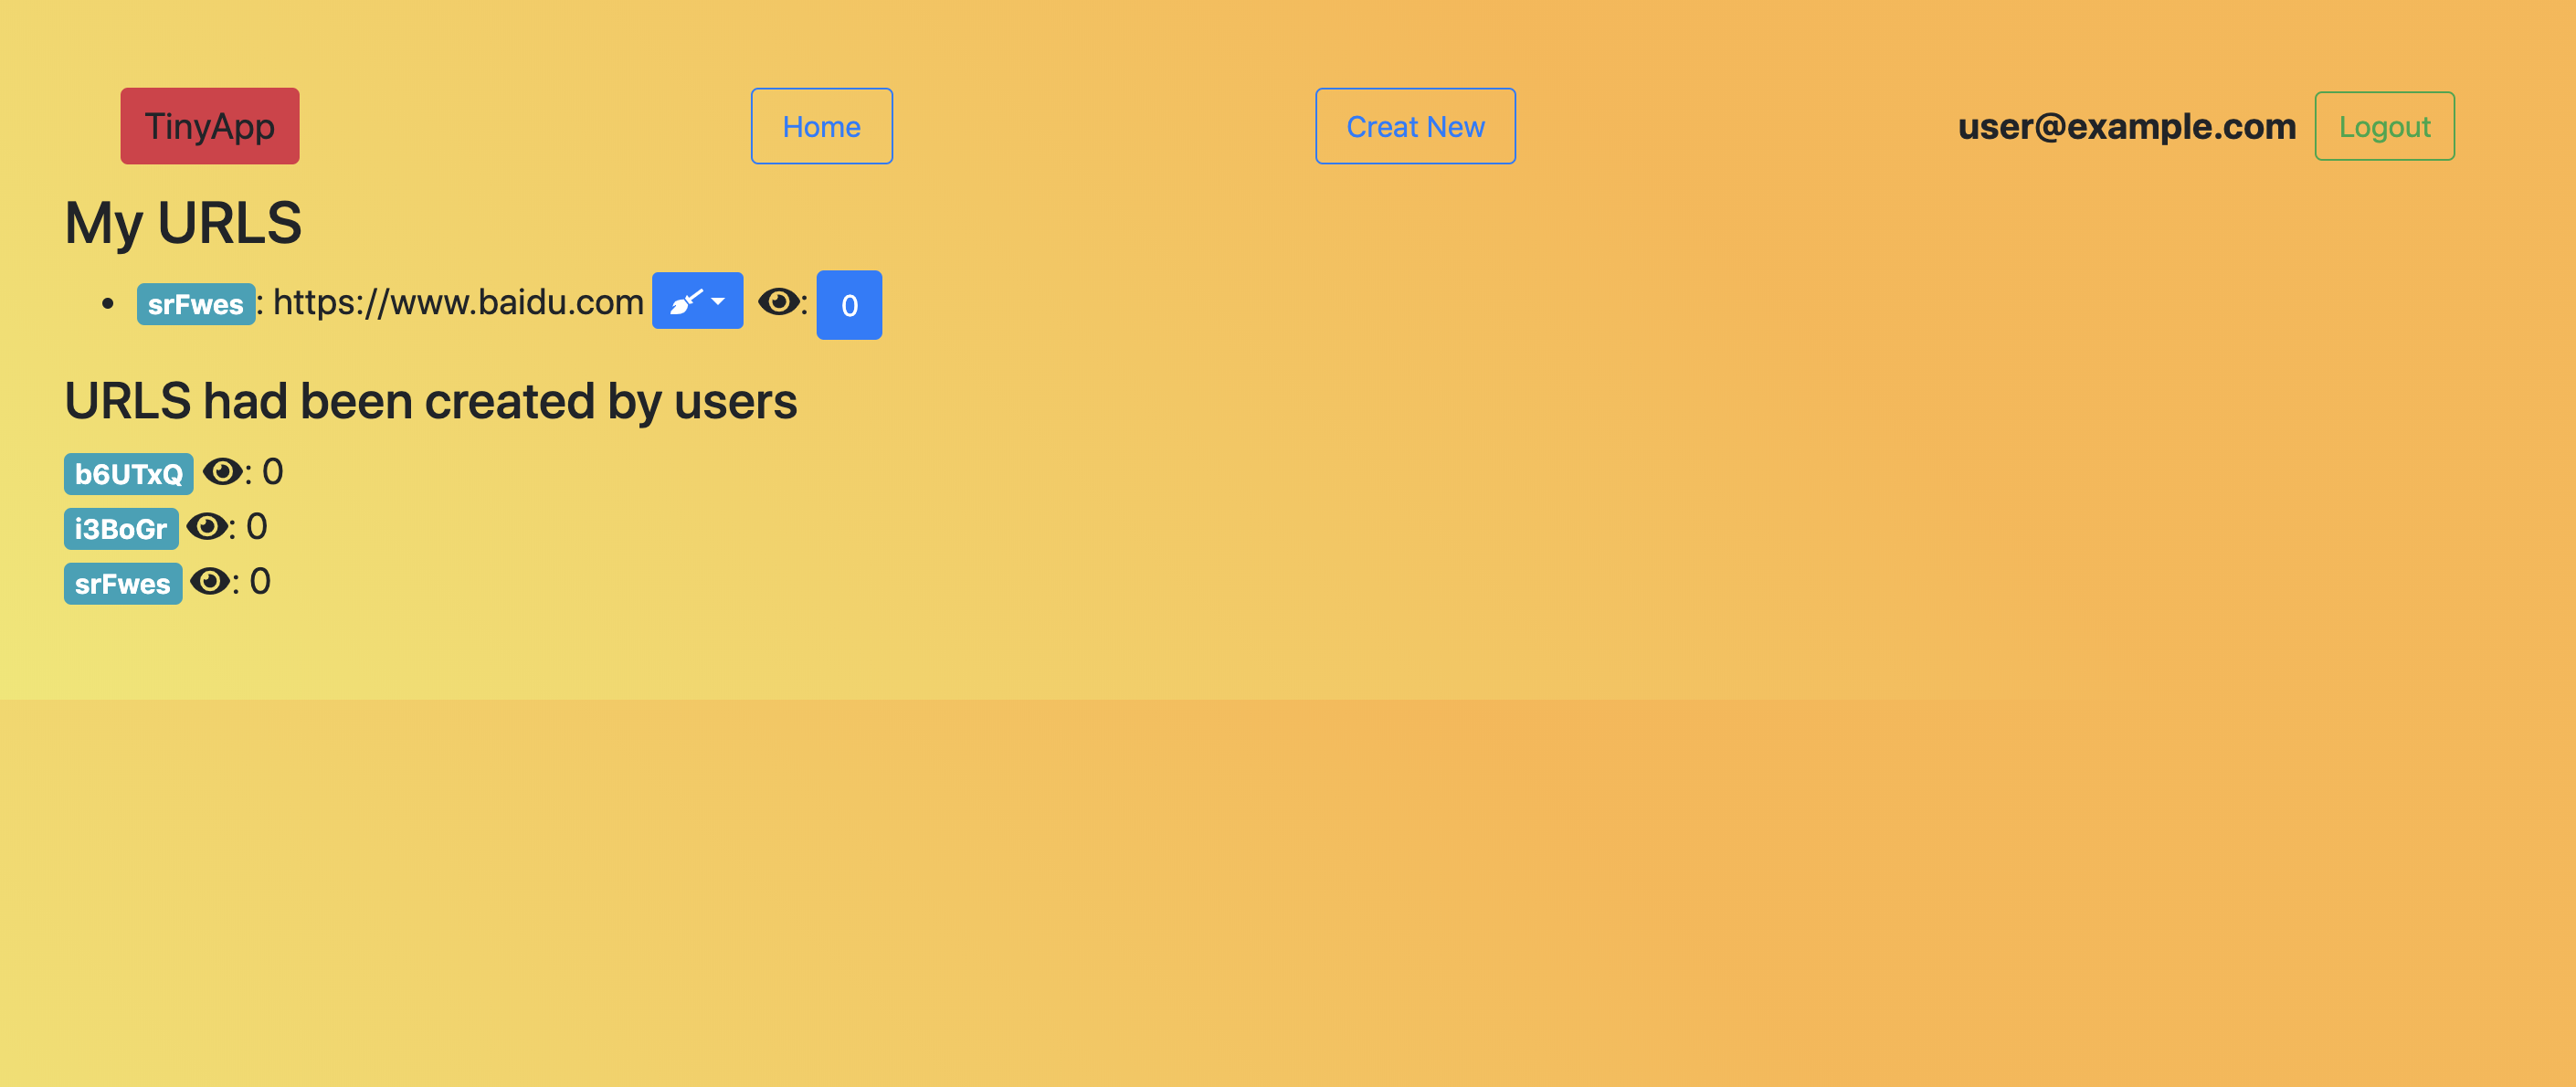 TinyApp Home Creat New user@example.com Logout
My URLS
• srFwes: https://www.baidu.com : 0
URLS had been created by users
b6UTxQ : 0
i3BoGr : 0
srFwes : 0